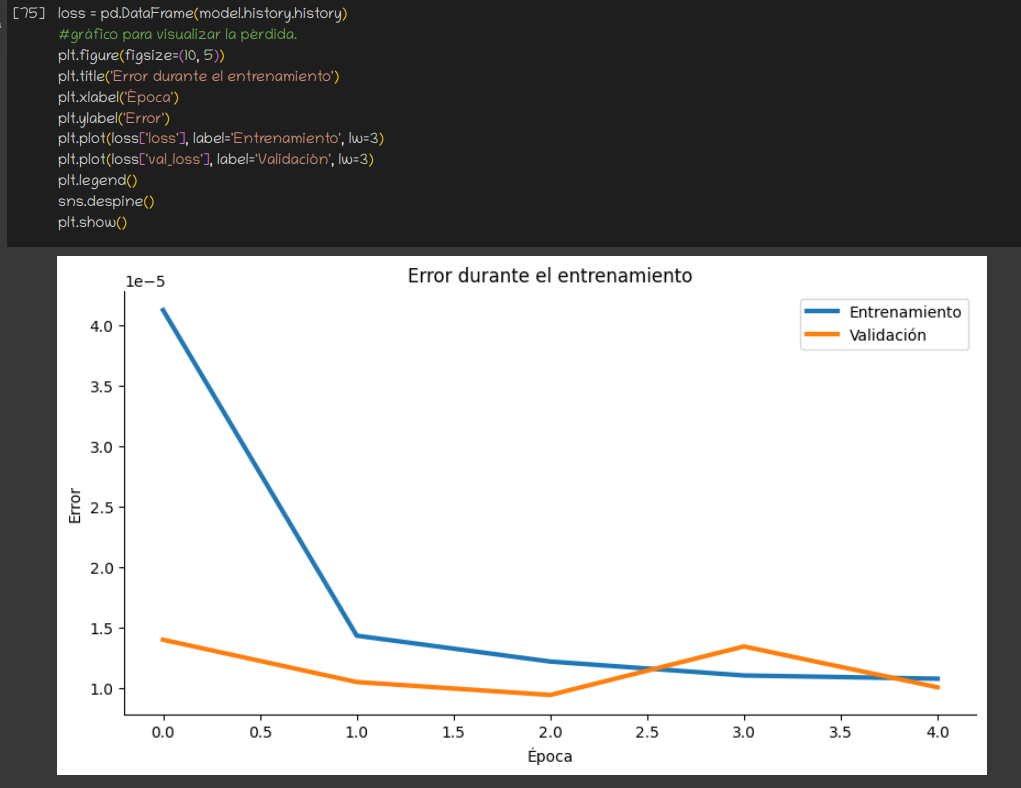 [75] loss = pd.DataFrame(model.history.history)
#gráfico para visualizar la pérdida.
plt.figure(figsize=(10, 5))
plt.title('Error durante el entrenamiento')
plt.xlabel('Época')
plt.ylabel('Error')
plt.plot(loss['loss'], label='Entrenamiento', lw=3)
plt.plot(loss['val_loss'], label='Validación', lw=3)
plt.legend()
sns.despine()
plt.show()
Error durante el entrenamiento
1e−5
Entrenamiento
Validación
4.0
3.5
3.0
2.5
2.0
1.5
1.0
Error
0.0 0.5 1.0 1.5 2.0 2.5 3.0 3.5 4.0
Época